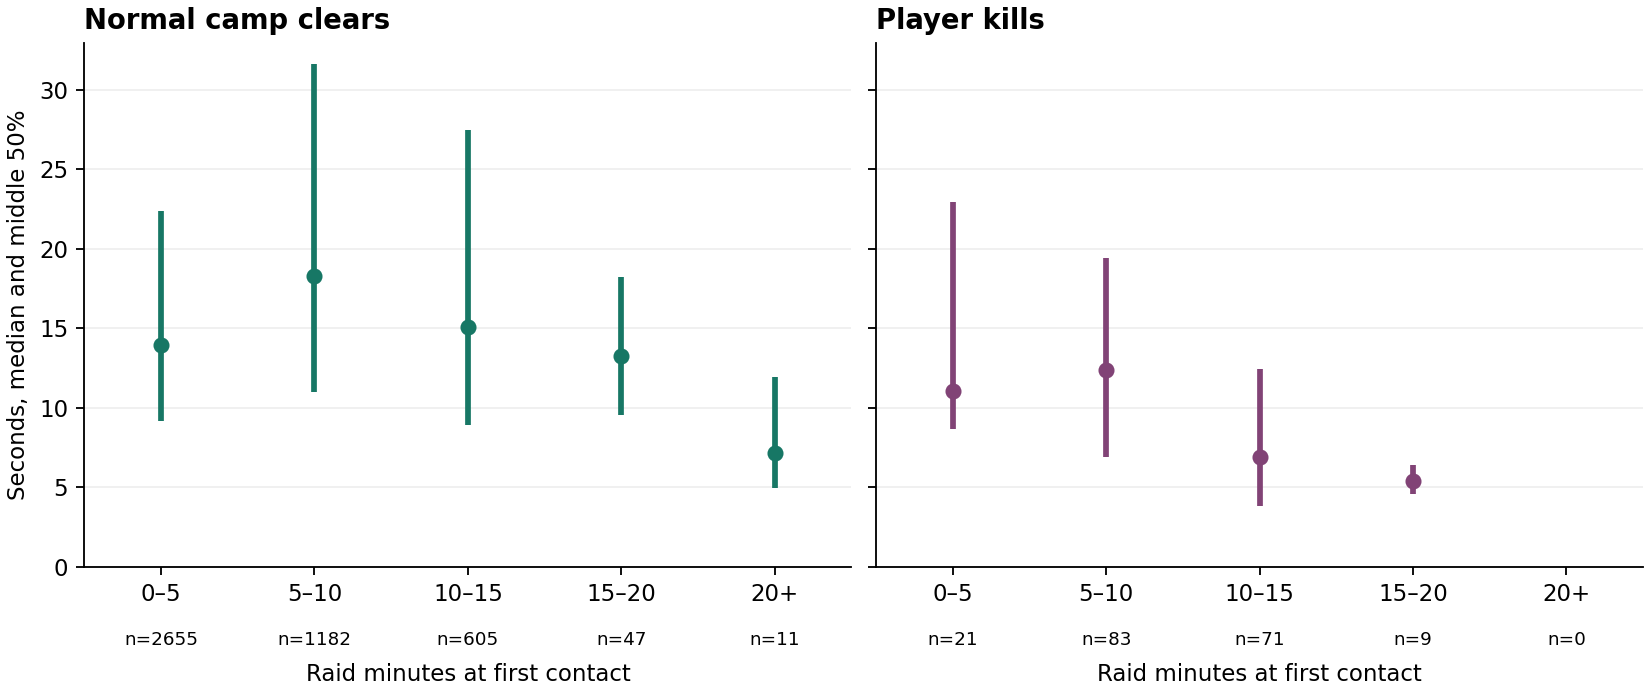 Normal camp clears
Player kills
Seconds, median and middle 50%
30
25
20
15
10
5
0
0–5
5–10
10–15
15–20
20+
0–5
5–10
10–15
15–20
20+
n=2655
n=1182
n=605
n=47
n=11
n=21
n=83
n=71
n=9
n=0
Raid minutes at first contact
Raid minutes at first contact